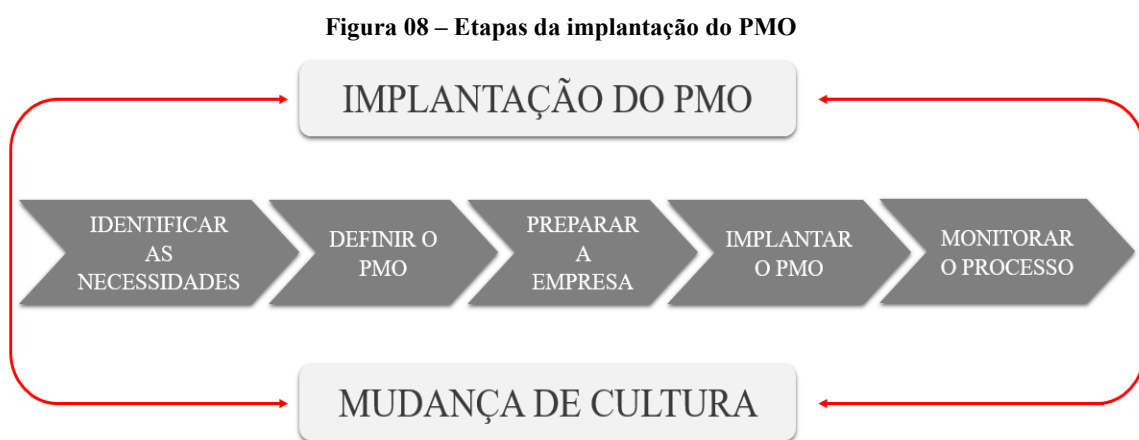 Figura 08 – Etapas da implantação do PMO
IMPLANTAÇÃO DO PMO
IDENTIFICAR
AS
NECESSIDADES
DEFINIR O
PMO
PREPARAR
A
EMPRESA
IMPLANTAR
O PMO
MONITORAR
O PROCESSO
MUDANÇA DE CULTURA